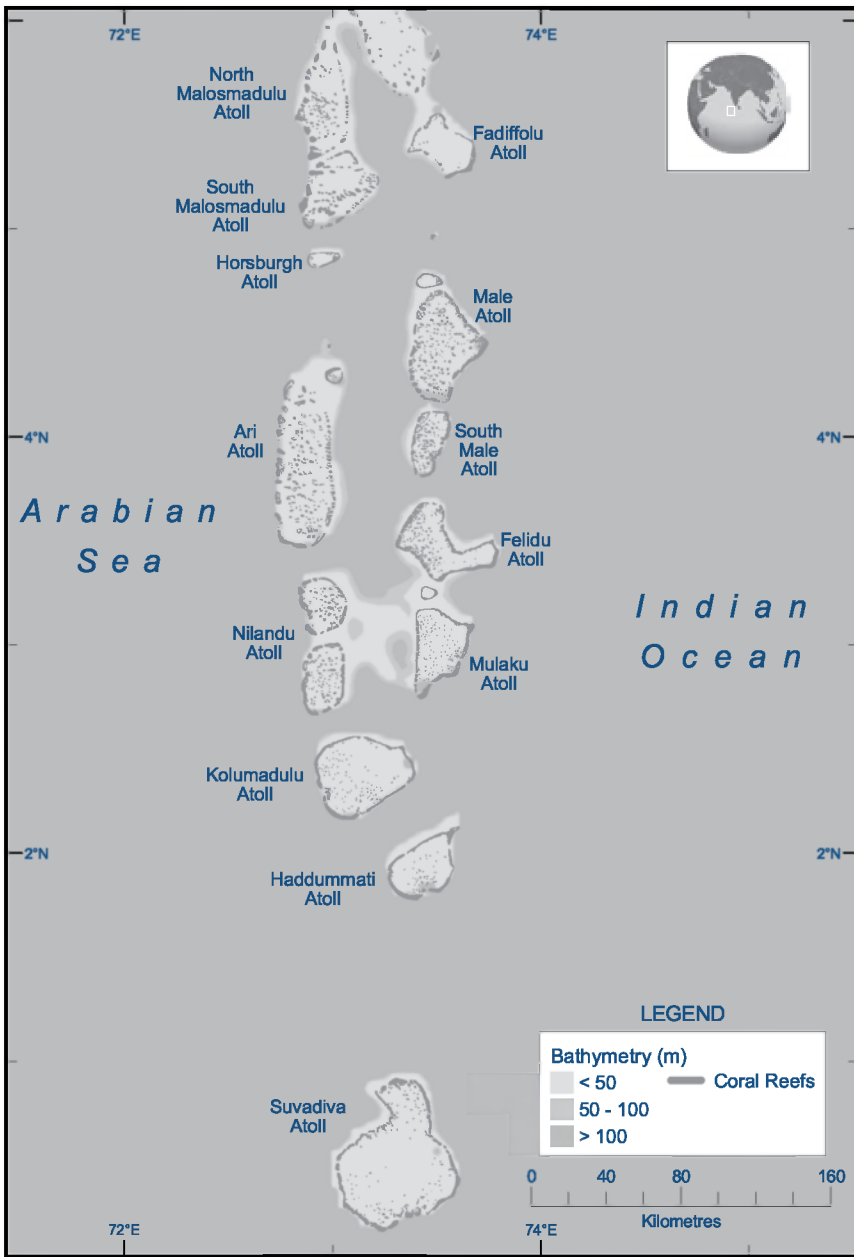 72°E
74°E
North
Malosmadulu
Atoll
Fadiffolu
Atoll
South
Malosmadulu
Atoll
Horsburgh
Atoll
Male
Atoll
4°N
Ari
Atoll
South
Male
Atoll
4°N
Arabian
Sea
Felidu
Atoll
Indian
Ocean
Nilandu
Atoll
Mulaku
Atoll
Kolumadulu
Atoll
2°N
2°N
Haddummati
Atoll
LEGEND
Bathymetry (m)
< 50
Coral Reefs
50 - 100
> 100
Suvadiva
Atoll
0 40 80 160
Kilometres
72°E
74°E